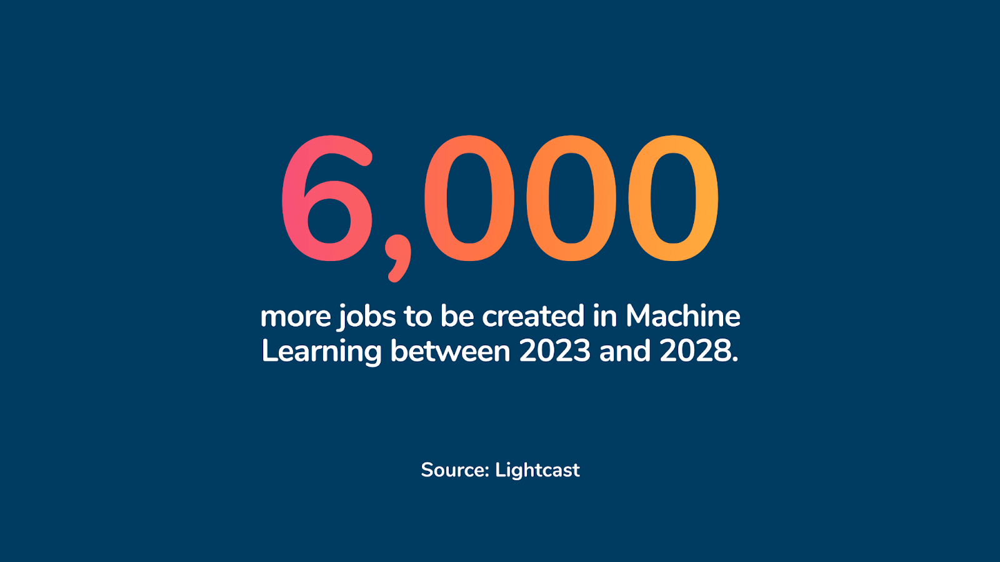 6,000
more jobs to be created in Machine
Learning between 2023 and 2028.
Source: Lightcast